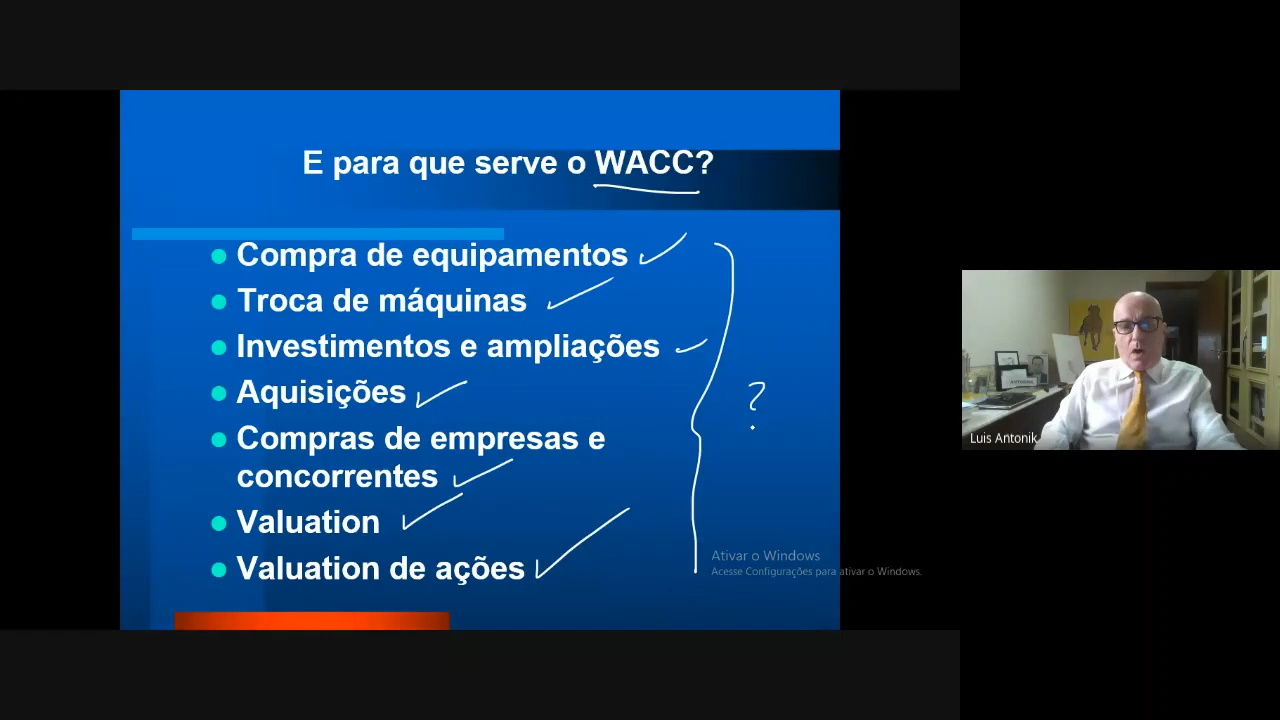 E para que serve o WACC?
Compra de equipamentos
Troca de máquinas
Investimentos e ampliações
Aquisições
?
Compras de empresas e
concorrentes
Valuation
Valuation de ações
Ativar o Windows
Acesse Configurações para ativar o Windows.
Luis Antonik